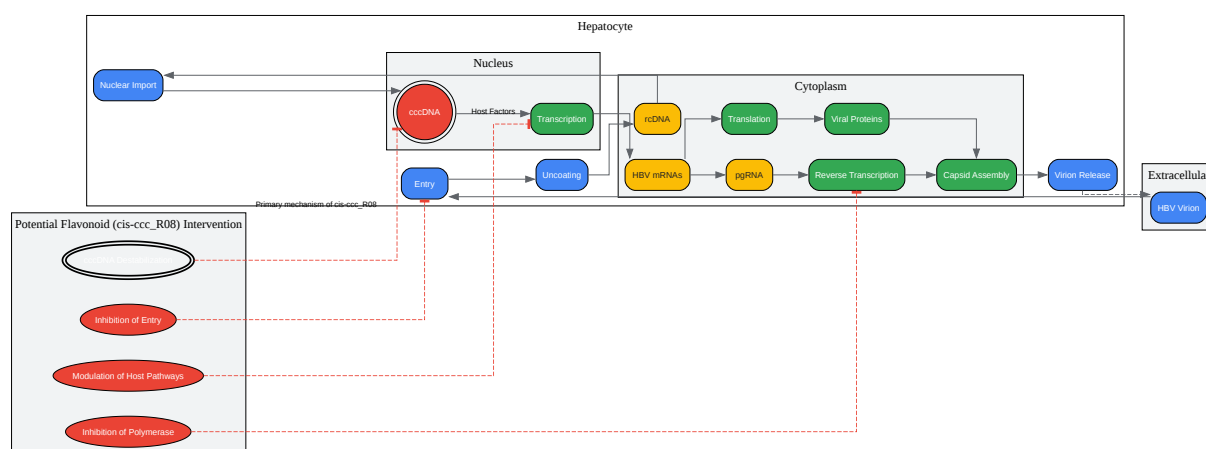 Hepatocyte
Nucleus
Cytoplasm
Nuclear Import
cccDNA
Host Factors
Transcription
rcDNA
Translation
Viral Proteins
Entry
Uncoating
HBV mRNAs
pgRNA
Reverse Transcription
Capsid Assembly
Virion Release
Extracellula
HBV Virion
Primary mechanism of cis-ccc_R08
Potential Flavonoid (cis-ccc_R08) Intervention
Inhibition of Entry
Modulation of Host Pathways
Inhibition of Polymerase